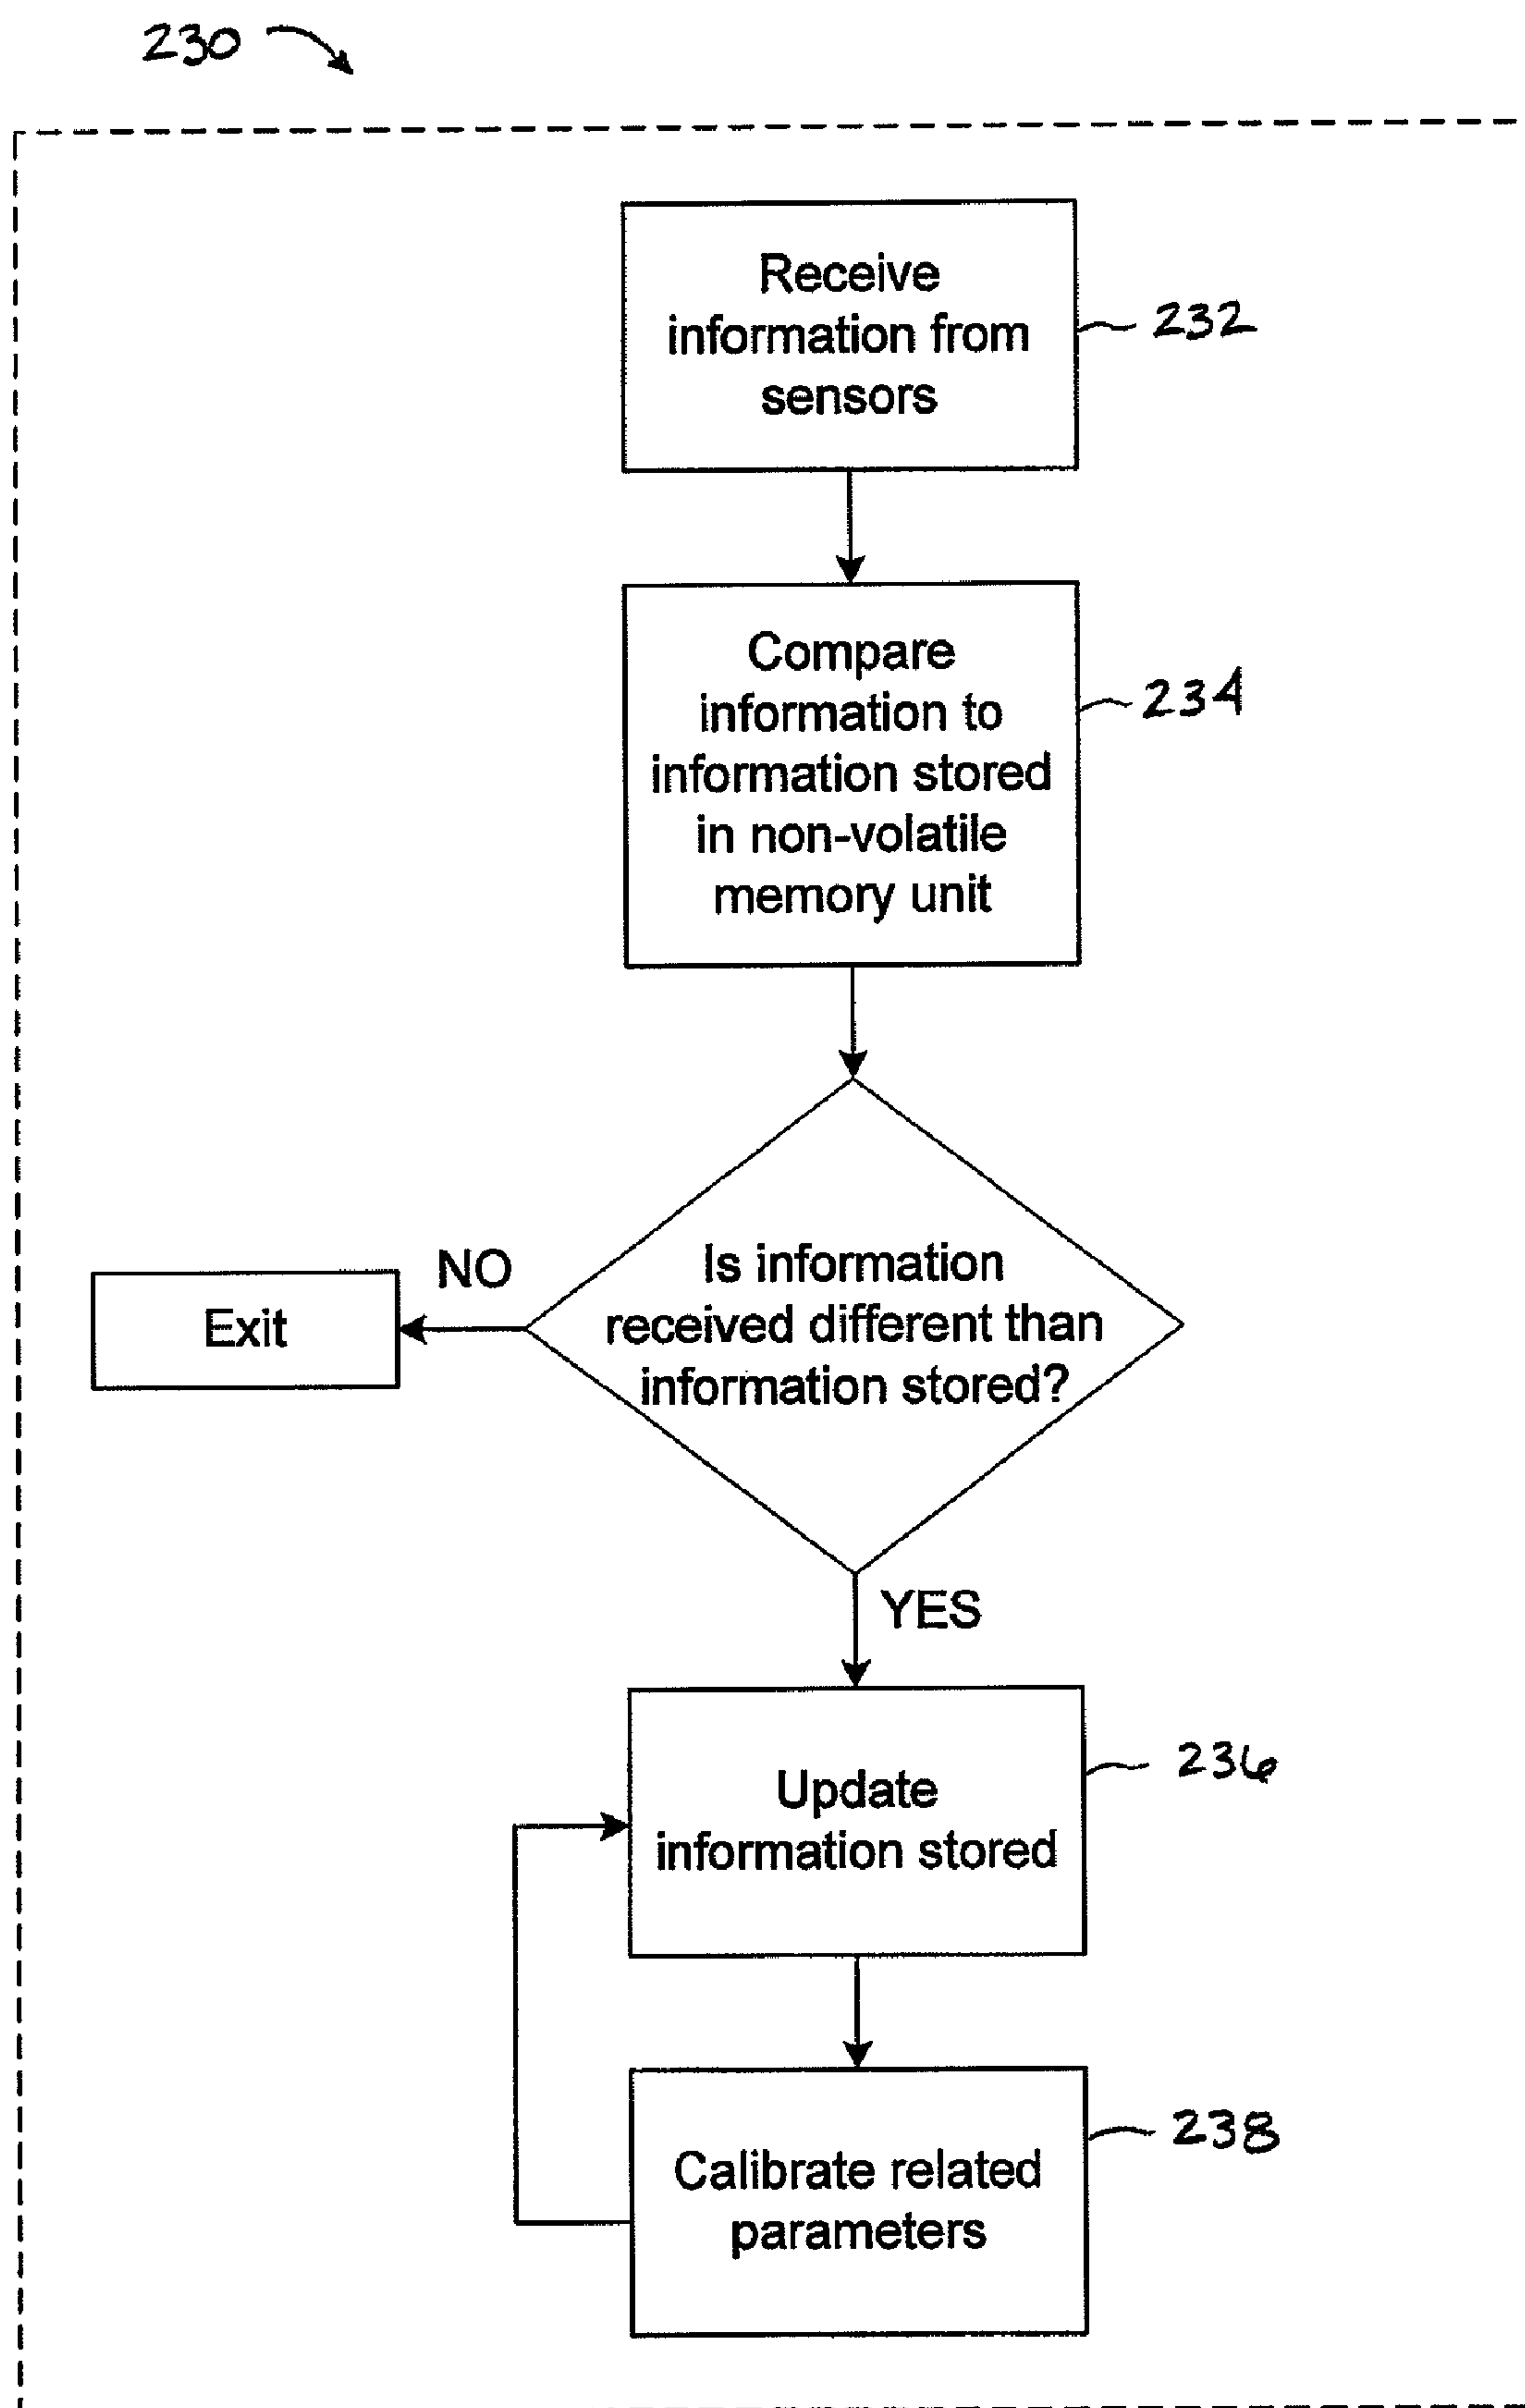 230
Receive
information from
sensors
232
Compare
information to
information stored
in non-volatile
memory unit
234
NO
Exit
Is information
received different than
information stored?
YES
Update
information stored
236
Calibrate related
parameters
238